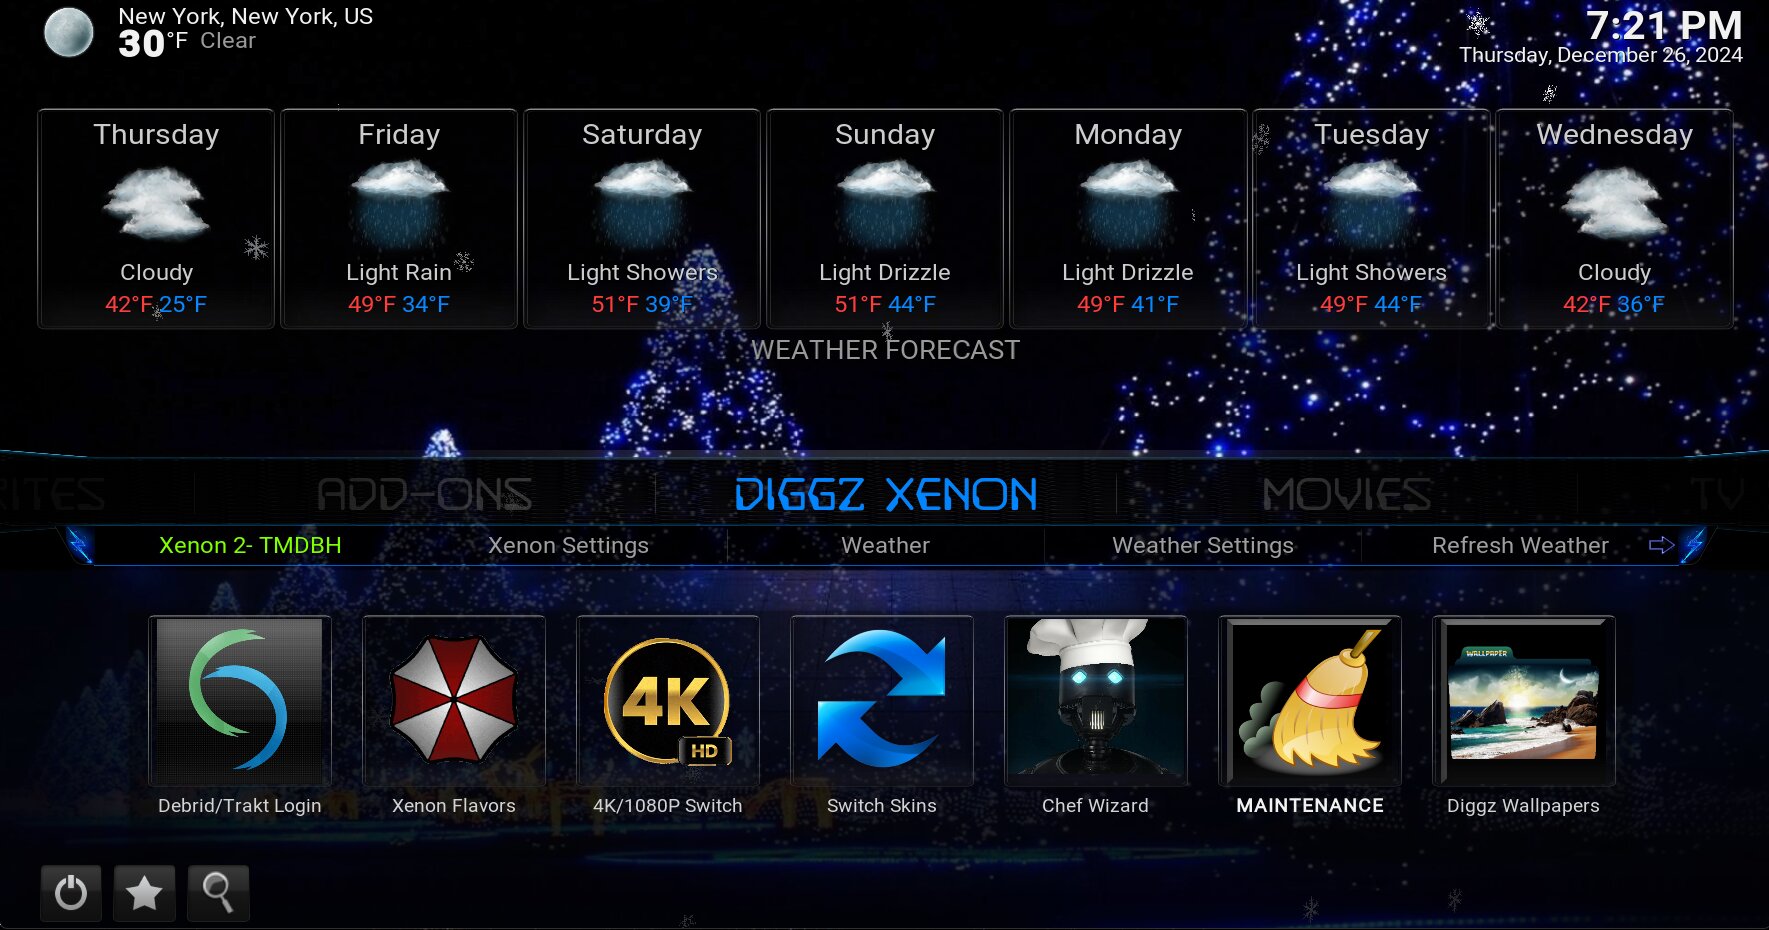 New York, New York, US
30°F Clear
7:21 PM
Thursday, December 26, 2024
Thursday
Cloudy
42°F 25°F
Friday
Light Rain
49°F 34°F
Saturday
Light Showers
51°F 39°F
Sunday
Light Drizzle
51°F 44°F
Monday
Light Drizzle
49°F 41°F
Tuesday
Light Showers
49°F 44°F
Wednesday
Cloudy
42°F 36°F
WEATHER FORECAST
RITES ADD-ONS DIGGZ XENON MOVIES TV
Xenon 2- TMDBH Xenon Settings Weather Weather Settings Refresh Weather
4K
HD
WALLPAPER
Debrid/Trakt Login Xenon Flavors 4K/1080P Switch Switch Skins Chef Wizard MAINTENANCE Diggz Wallpapers